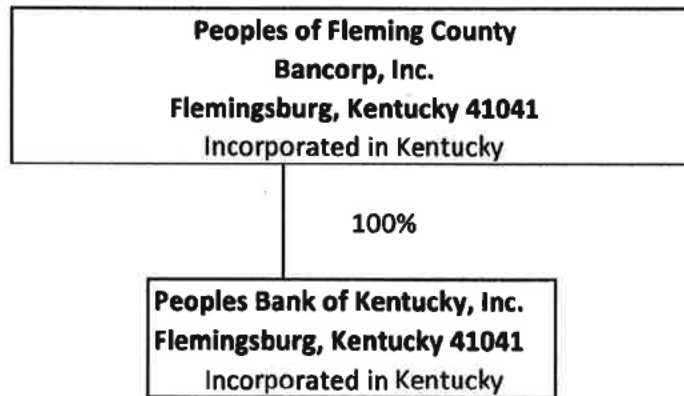 Peoples of Fleming County
Bancorp, Inc.
Flemingsburg, Kentucky 41041
Incorporated in Kentucky
100%
Peoples Bank of Kentucky, Inc.
Flemingsburg, Kentucky 41041
Incorporated in Kentucky